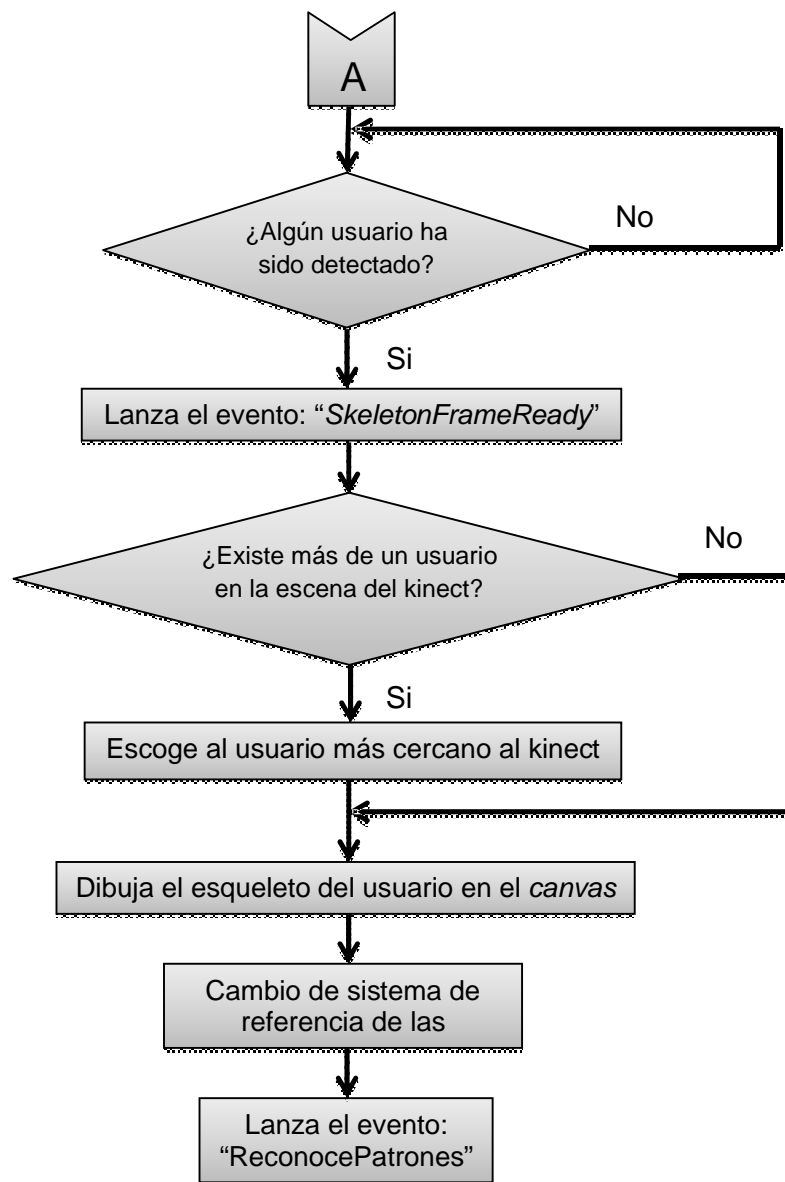 A
¿Algún usuario ha
sido detectado?
No
Si
Lanza el evento: “SkeletonFrameReady”
¿Existe más de un usuario
en la escena del kinect?
No
Si
Escoge al usuario más cercano al kinect
Dibuja el esqueleto del usuario en el canvas
Cambio de sistema de
referencia de las
Lanza el evento:
“ReconocePatrones”